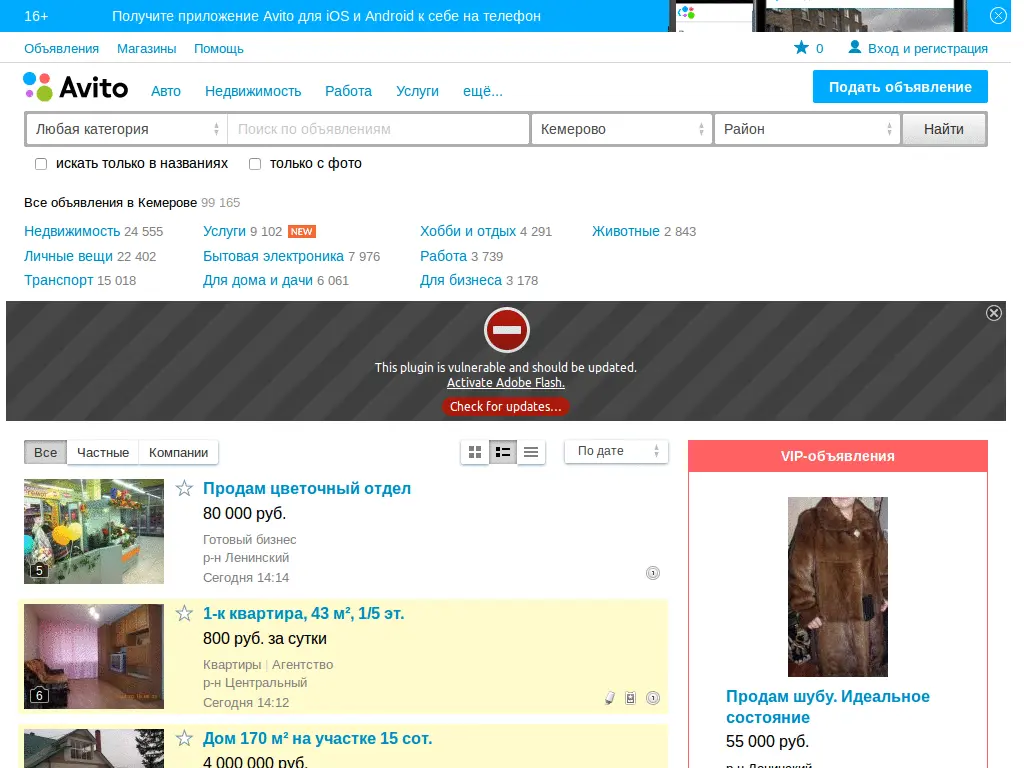 16+ Получите приложение Avito для iOS и Android к себе на телефон
Объявления Магазины Помощь 0 Вход и регистрация
Avito Авто Недвижимость Работа Услуги ещё... Подать объявление
Любая категория Поиск по объявлениям Кемерово Район Найти
искать только в названиях только с фото
Все объявления в Кемерове 99 165
Недвижимость 24 555 Услуги 9 102 NEW Хобби и отдых 4 291 Животные 2 843
Личные вещи 22 402 Бытовая электроника 7 976 Работа 3 739
Транспорт 15 018 Для дома и дачи 6 061 Для бизнеса 3 178
This plugin is vulnerable and should be updated.
Activate Adobe Flash.
Check for updates...
Все Частные Компании По дате
Продам цветочный отдел
80 000 руб.
Готовый бизнес
р-н Ленинский
Сегодня 14:14
5
1-к квартира, 43 м², 1/5 эт.
800 руб. за сутки
Квартиры | Агентство
р-н Центральный
Сегодня 14:12
6
Дом 170 м² на участке 15 сот.
4 000 000 руб.
VIP-объявления
Продам шубу. Идеальное
состояние
55 000 руб.
р-н Ленинский